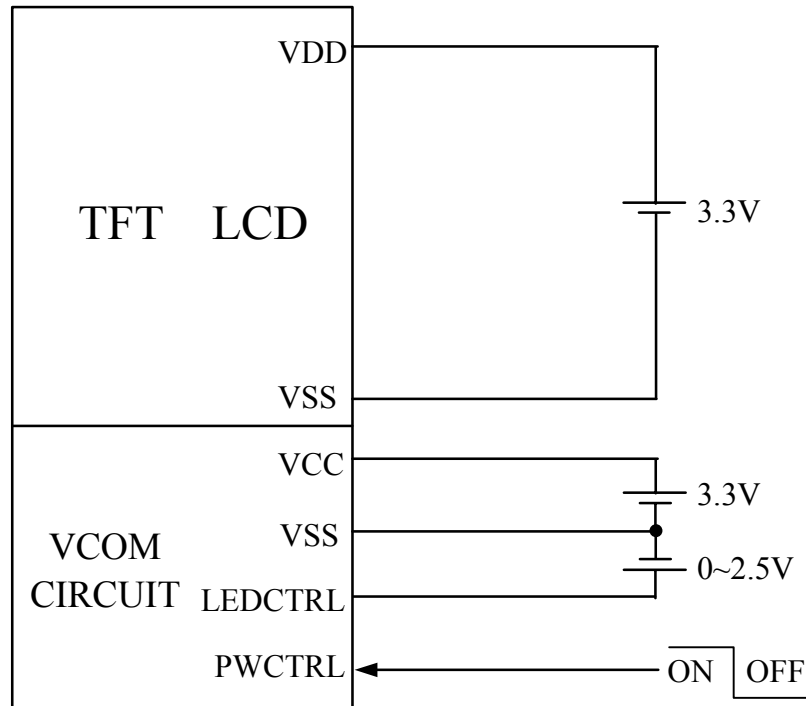 VDD
TFT LCD
3.3V
VSS
VCC
3.3V
VSS
VCOM
CIRCUIT
0~2.5V
LEDCTRL
PWCTRL
ON OFF